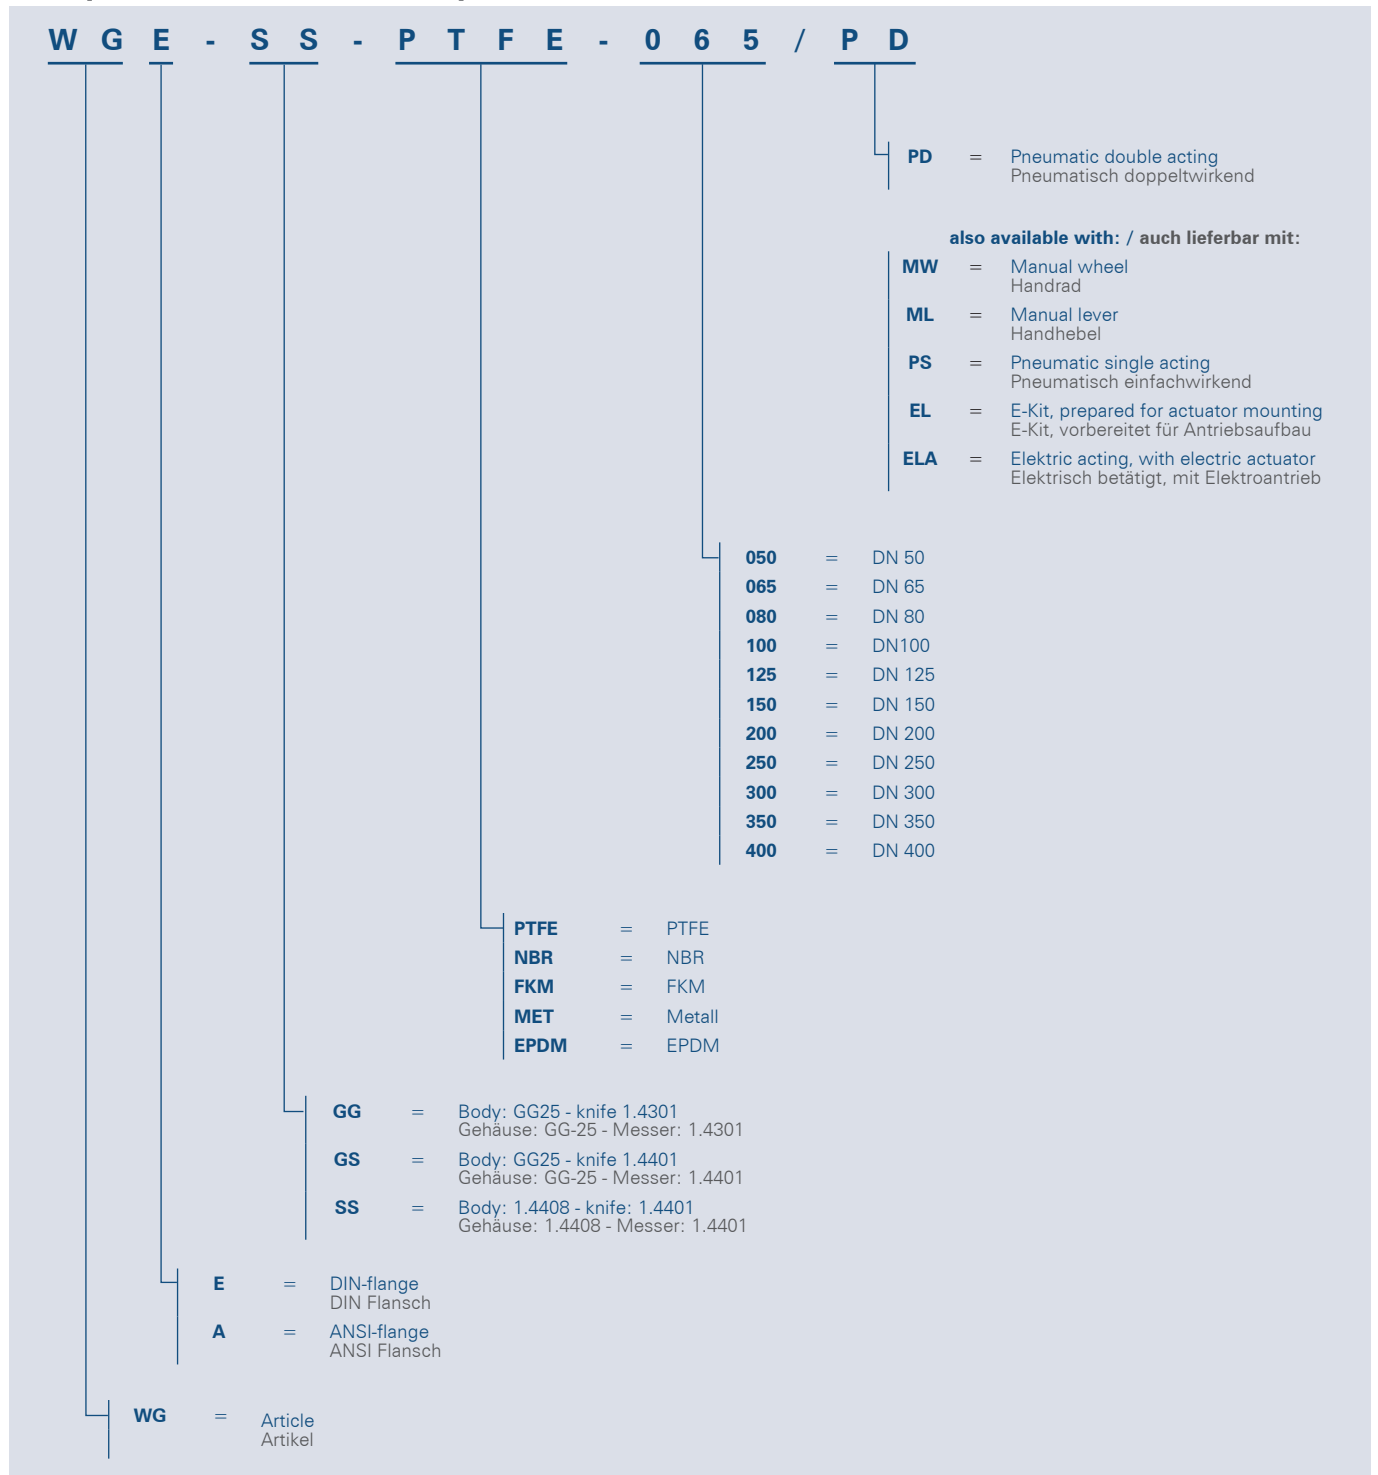 W G E - S S - P T F E - 0 6 5 / P D
PD = Pneumatic double acting
Pneumatisch doppeltwirkend
also available with: / auch lieferbar mit:
MW = Manual wheel
Handrad
ML = Manual lever
Handhebel
PS = Pneumatic single acting
Pneumatisch einfachwirkend
EL = E-Kit, prepared for actuator mounting
E-Kit, vorbereitet für Antriebsaufbau
ELA = Elektric acting, with electric actuator
Elektrisch betätigt, mit Elektroantrieb
050 = DN 50
065 = DN 65
080 = DN 80
100 = DN100
125 = DN 125
150 = DN 150
200 = DN 200
250 = DN 250
300 = DN 300
350 = DN 350
400 = DN 400
PTFE = PTFE
NBR = NBR
FKM = FKM
MET = Metall
EPDM = EPDM
GG = Body: GG25 - knife 1.4301
Gehäuse: GG-25 - Messer: 1.4301
GS = Body: GG25 - knife 1.4401
Gehäuse: GG-25 - Messer: 1.4401
SS = Body: 1.4408 - knife: 1.4401
Gehäuse: 1.4408 - Messer: 1.4401
E = DIN-flange
DIN Flansch
A = ANSI-flange
ANSI Flansch
WG = Article
Artikel